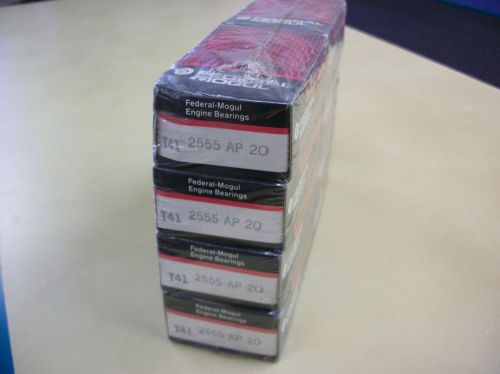 FEDERAL
MOGUL
Federal-Mogul
Engine Bearings
T41 2555 AP 20
Federal-Mogul
Engine Bearings
T41 2555 AP 20
Federal-Mogul
Engine Bearings
T41 2555 AP 20
Federal-Mogul
Engine Bearings
T41 2555 AP 20